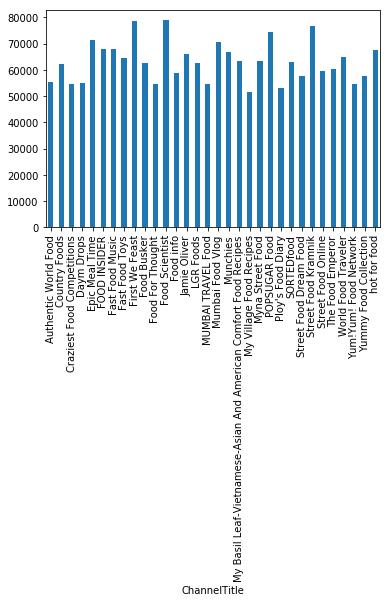 80000
70000
60000
50000
40000
30000
20000
10000
0
Authentic World Food
Country Foods
Craziest Food Competitions
Daym Drops
Epic Meal Time
FOOD INSIDER
Fast Food Music
Fast Food Toys
First We Feast
Food Busker
Food For Thought
Food Scientist
Food info
Jamie Oliver
LGR Foods
MUMBAI TRAVEL Food
Mumbai Food Vlog
Munchies
My Basil Leaf-Vietnamese-Asian And American Comfort Food Recipes
My Village Food Recipes
Myna Street Food
POPSUGAR Food
Ploy's Food Diary
SORTEDfood
Street Food Dream Food
Street Food Krannik
Street Food Online
The Food Emperor
World Food Traveler
Yum!Yum! Food Network
Yummy Food Collection
hot for food
ChannelTitle